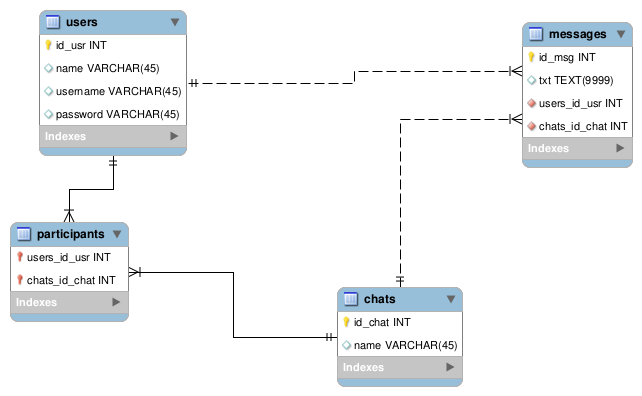 users
id_usr INT
name VARCHAR(45)
username VARCHAR(45)
password VARCHAR(45)
Indexes
messages
id_msg INT
txt TEXT(9999)
users_id_usr INT
chats_id_chat INT
Indexes
participants
users_id_usr INT
chats_id_chat INT
Indexes
chats
id_chat INT
name VARCHAR(45)
Indexes